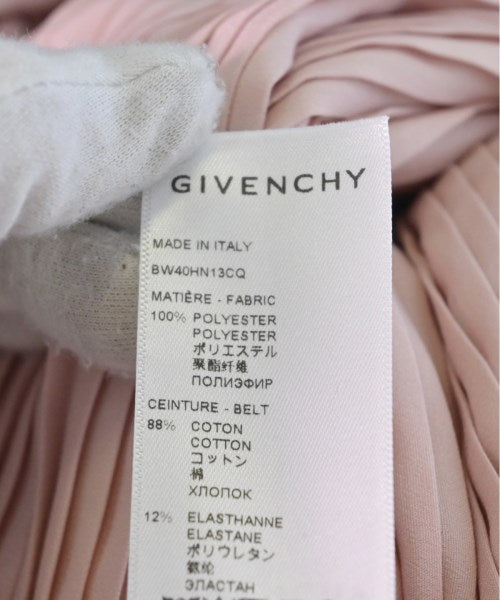 GIVENCHY
MADE IN ITALY
BW40HN13CQ
MATIÈRE - FABRIC
100% POLYESTER
POLYESTER
ポリエステル
聚酯纤维
ПОЛИЭФИР
CEINTURE - BELT
88% COTON
COTTON
コットン
棉
ХЛОПОК
12% ELASTHANNE
ELASTANE
ポリウレタン
氨纶
ЭЛАСТАН